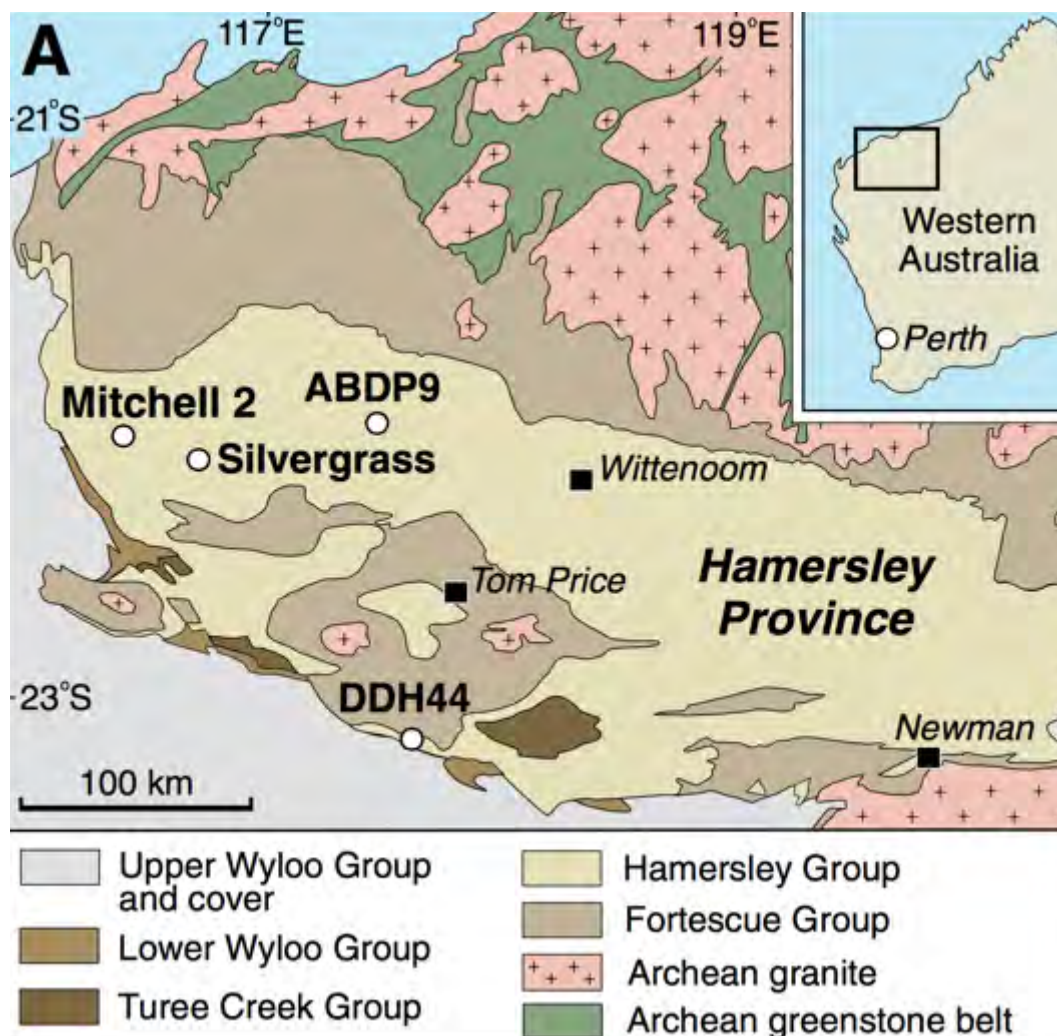 A
117°E
119°E
21°S
Western
Australia
Perth
Mitchell 2
ABDP9
Silvergrass
Wittenoom
Tom Price
Hamersley
Province
23°S
DDH44
Newman
100 km
Upper Wyloo Group
and cover
Lower Wyloo Group
Turee Creek Group
Hamersley Group
Fortescue Group
Archean granite
Archean greenstone belt